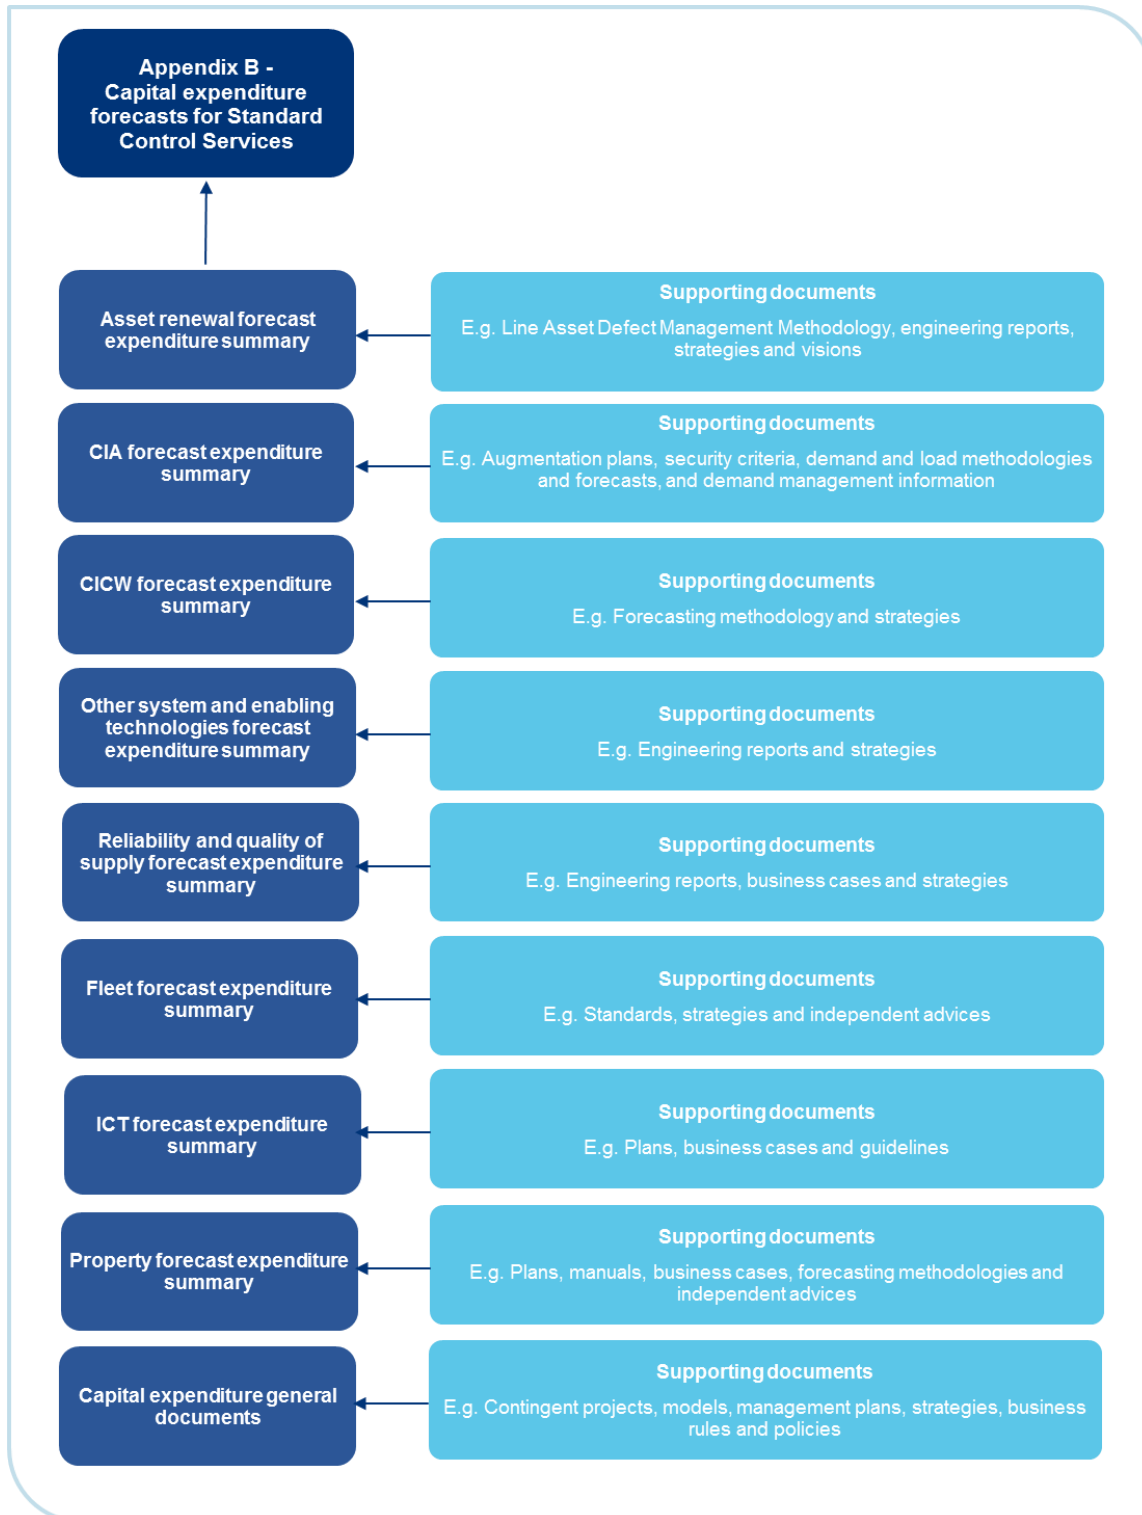 Appendix B -
Capital expenditure
forecasts for Standard
Control Services
Asset renewal forecast
expenditure summary
Supporting documents
E.g. Line Asset Defect Management Methodology, engineering reports,
strategies and visions
CIA forecast expenditure
summary
Supporting documents
E.g. Augmentation plans, security criteria, demand and load methodologies
and forecasts, and demand management information
CICW forecast expenditure
summary
Supporting documents
E.g. Forecasting methodology and strategies
Other system and enabling
technologies forecast
expenditure summary
Supporting documents
E.g. Engineering reports and strategies
Reliability and quality of
supply forecast expenditure
summary
Supporting documents
E.g. Engineering reports, business cases and strategies
Fleet forecast expenditure
summary
Supporting documents
E.g. Standards, strategies and independent advices
ICT forecast expenditure
summary
Supporting documents
E.g. Plans, business cases and guidelines
Property forecast expenditure
summary
Supporting documents
E.g. Plans, manuals, business cases, forecasting methodologies and
independent advices
Capital expenditure general
documents
Supporting documents
E.g. Contingent projects, models, management plans, strategies, business
rules and policies